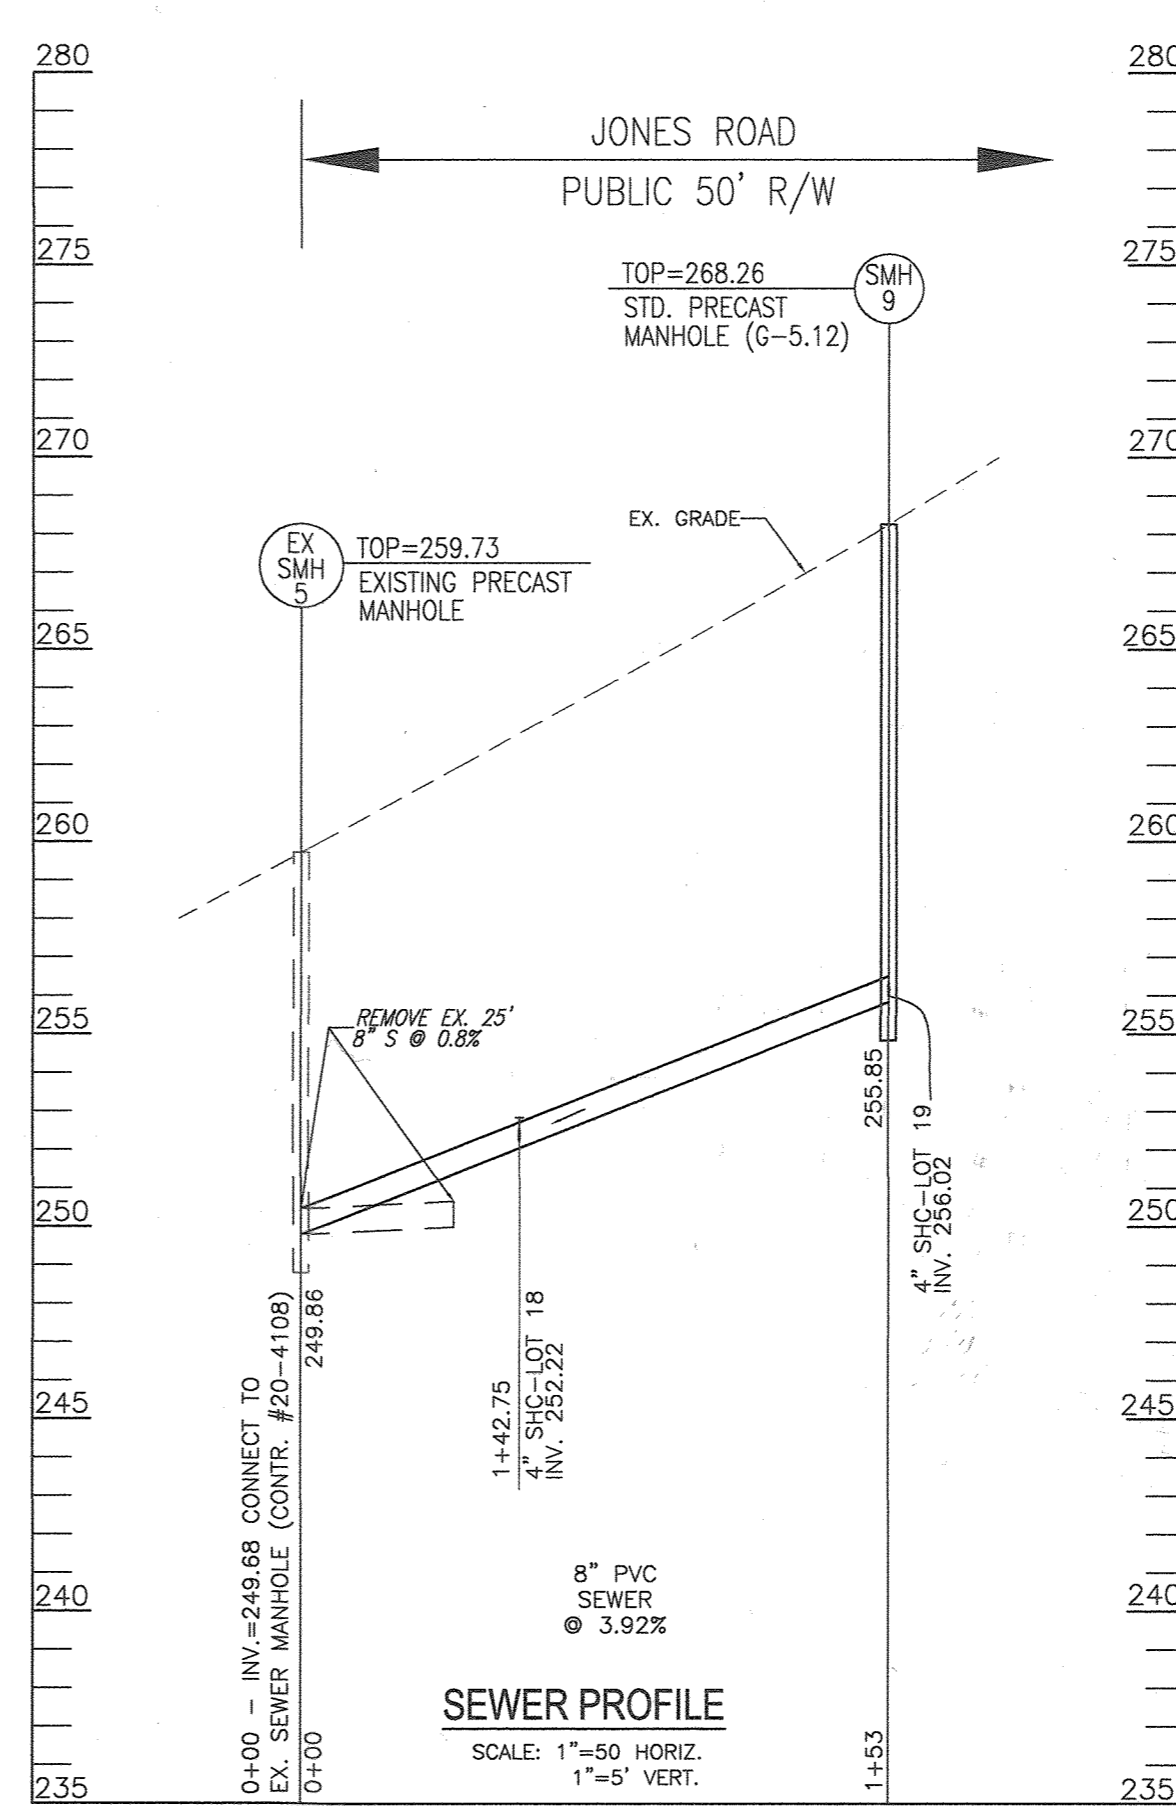 280
280
JONES ROAD
PUBLIC 50' R/W
275
275
TOP=268.26
STD. PRECAST
MANHOLE (G-5.12)
SMH
9
270
270
EX
SMH
5
TOP=259.73
EXISTING PRECAST
MANHOLE
EX. GRADE
265
265
260
260
REMOVE EX. 25'
8" S @ 0.8%
255
255
255.85
4" SHC-LOT 19
INV. 256.02
250
250
0+00 - INV.=249.68 CONNECT TO
EX. SEWER MANHOLE (CONTR. #20-4108)
249.86
1+42.75
4" SHC-LOT 18
INV. 252.22
245
245
8" PVC
SEWER
@ 3.92%
240
240
SEWER PROFILE
SCALE: 1"=50 HORIZ.
1"=5' VERT.
0+00
1+53
235
235